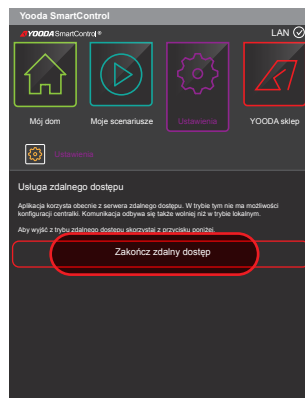 Yooda SmartControl
YOODA SmartControl® LAN
Mój dom Moje scenariusze Ustawienia YOODA sklep
Ustawienia
Usługa zdalnego dostępu
Aplikacja korzysta obecnie z serwera zdalnego dostępu. W trybie tym nie ma możliwości
konfiguracji centralki. Komunikacja odbywa się także wolniej niż w trybie lokalnym.
Aby wyjść z trybu zdalnego dostępu skorzystaj z przycisku poniżej.
Zakończ zdalny dostęp